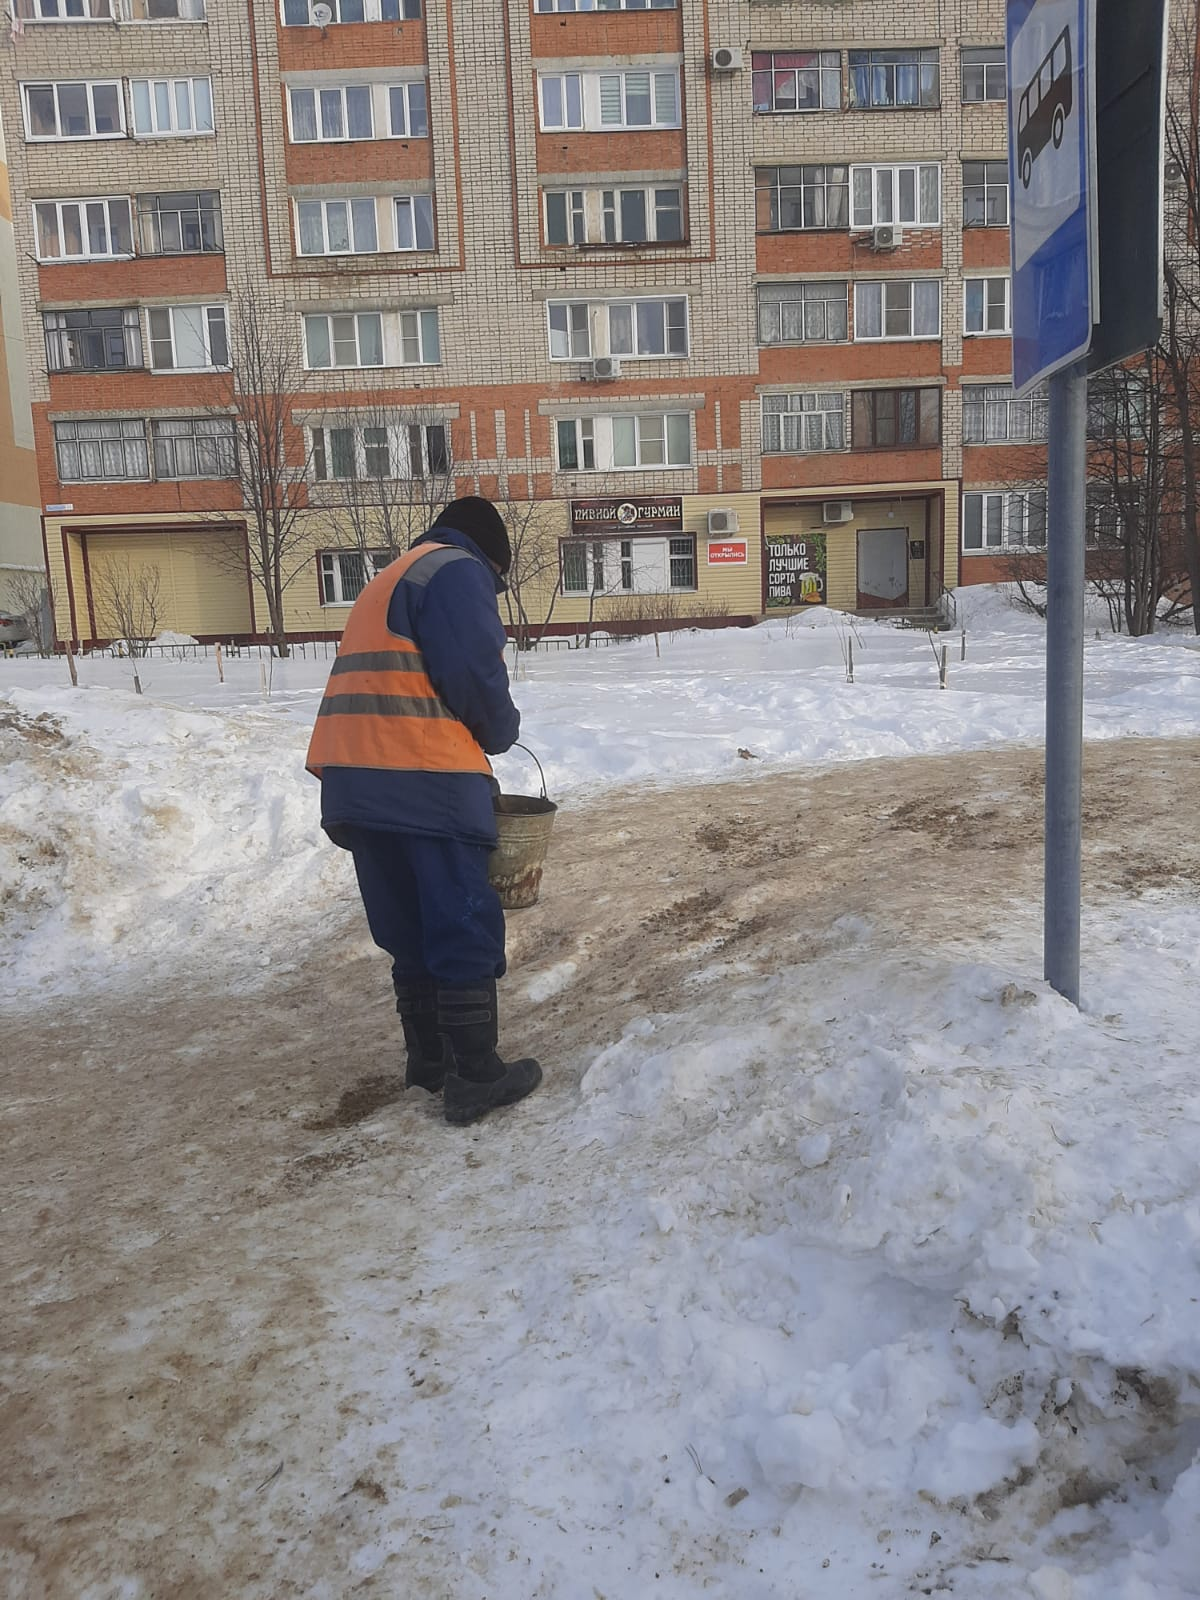 ПИВНОЙ ГУРМАН
МЫ
ОТКРЫЛИСЬ
ТОЛЬКО
ЛУЧШИЕ
СОРТА
ПИВА